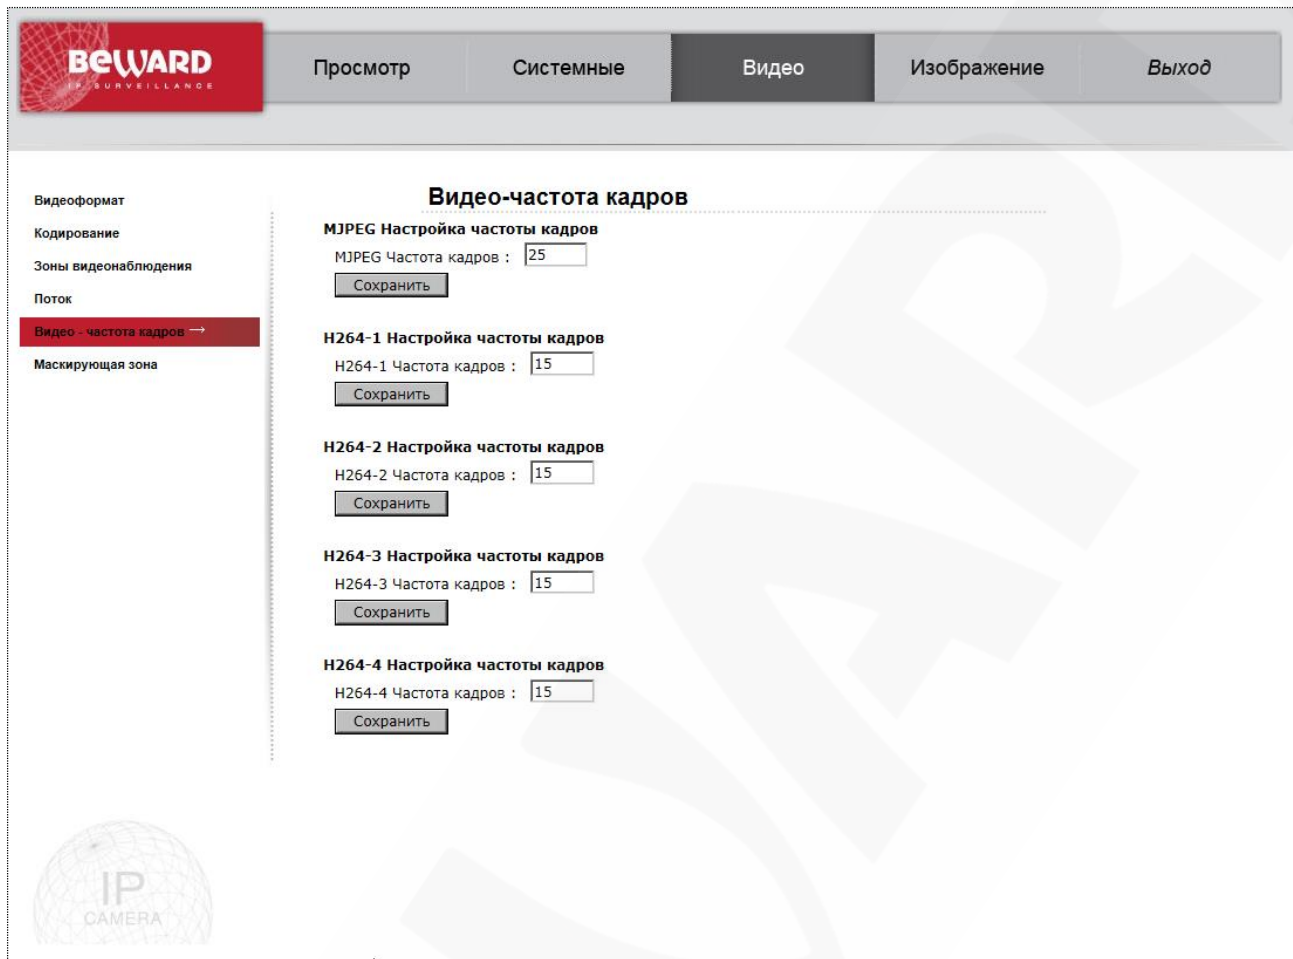 BEWARD
IP SURVEILLANCE
Просмотр
Системные
Видео
Изображение
Выход
Видеоформат
Кодирование
Зоны видеонаблюдения
Поток
Видео - частота кадров →
Маскирующая зона
Видео-частота кадров
MJPEG Настройка частоты кадров
MJPEG Частота кадров : 25
Сохранить
H264-1 Настройка частоты кадров
H264-1 Частота кадров : 15
Сохранить
H264-2 Настройка частоты кадров
H264-2 Частота кадров : 15
Сохранить
H264-3 Настройка частоты кадров
H264-3 Частота кадров : 15
Сохранить
H264-4 Настройка частоты кадров
H264-4 Частота кадров : 15
Сохранить
IP
CAMERA